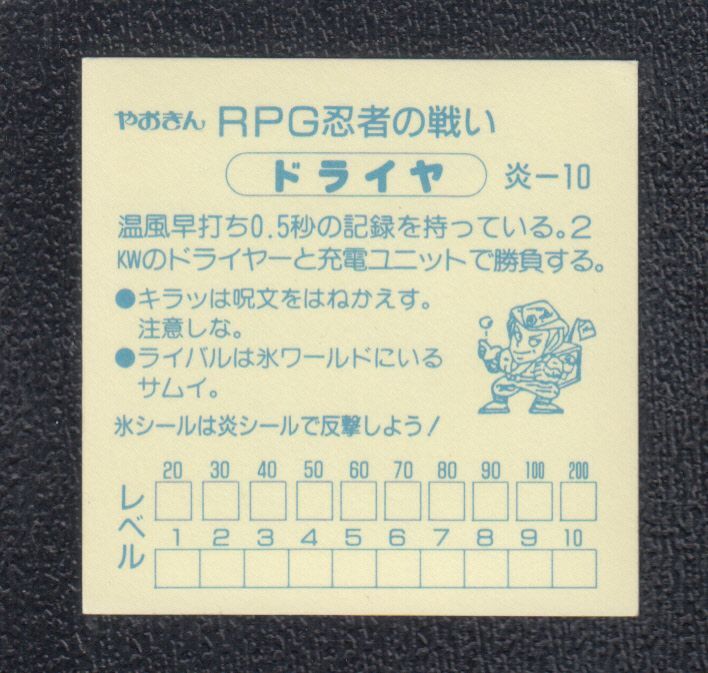 やおきん RPG忍者の戦い
ドライヤ 炎ー10
温風早打ち0.5秒の記録を持っている。2
KWのドライヤーと充電ユニットで勝負する。
●キラッは呪文をはねかえす。
注意しな。
●ライバルは氷ワールドにいる
サムイ。
氷シールは炎シールで反撃しよう!
レベル
20 30 40 50 60 70 80 90 100 200
1 2 3 4 5 6 7 8 9 10